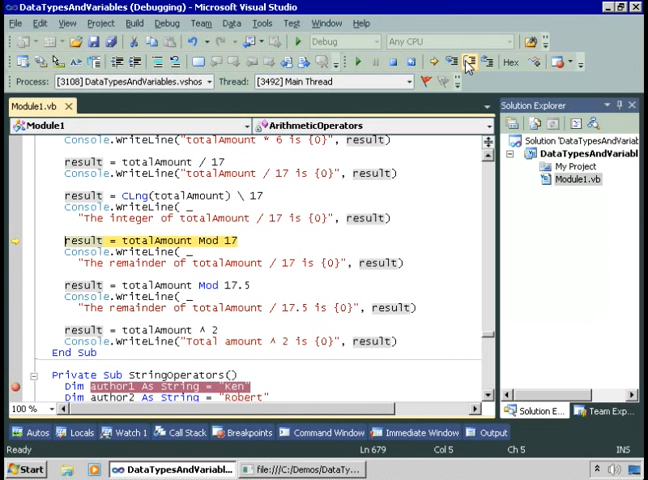 DataTypesAndVariables (Debugging) - Microsoft Visual Studio
File Edit View Project Build Debug Team Data Tools Test Window Help
Debug Any CPU
Hex
Process: [3108] DataTypesAndVariables.vshos Thread: [3492] Main Thread
Module1.vb
Module1 ArithmeticOperators
Console.WriteLine("totalAmount * 6 is {0}", result)
result = totalAmount / 17
Console.WriteLine("totalAmount / 17 is {0}", result)
result = CLng(totalAmount) \ 17
Console.WriteLine( _
"The integer of totalAmount / 17 is {0}", result)
result = totalAmount Mod 17
Console.WriteLine( _
"The remainder of totalAmount / 17 is {0}", result)
result = totalAmount Mod 17.5
Console.WriteLine( _
"The remainder of totalAmount / 17.5 is {0}", result)
result = totalAmount ^ 2
Console.WriteLine("Total amount ^ 2 is {0}", result)
End Sub
Private Sub StringOperators()
Dim author1 As String = "Ken"
Dim author2 As String = "Robert"
100 %
Solution Explorer
Solution 'DataTypesAndVariab
DataTypesAndVariabl
My Project
Module1.vb
Solution E... Team Exp...
Autos Locals Watch 1 Call Stack Breakpoints Command Window Immediate Window Output
Ready Ln 679 Col 5 Ch 5 INS
Start DataTypesAndVariabl... file:///C:/Demos/DataTy...